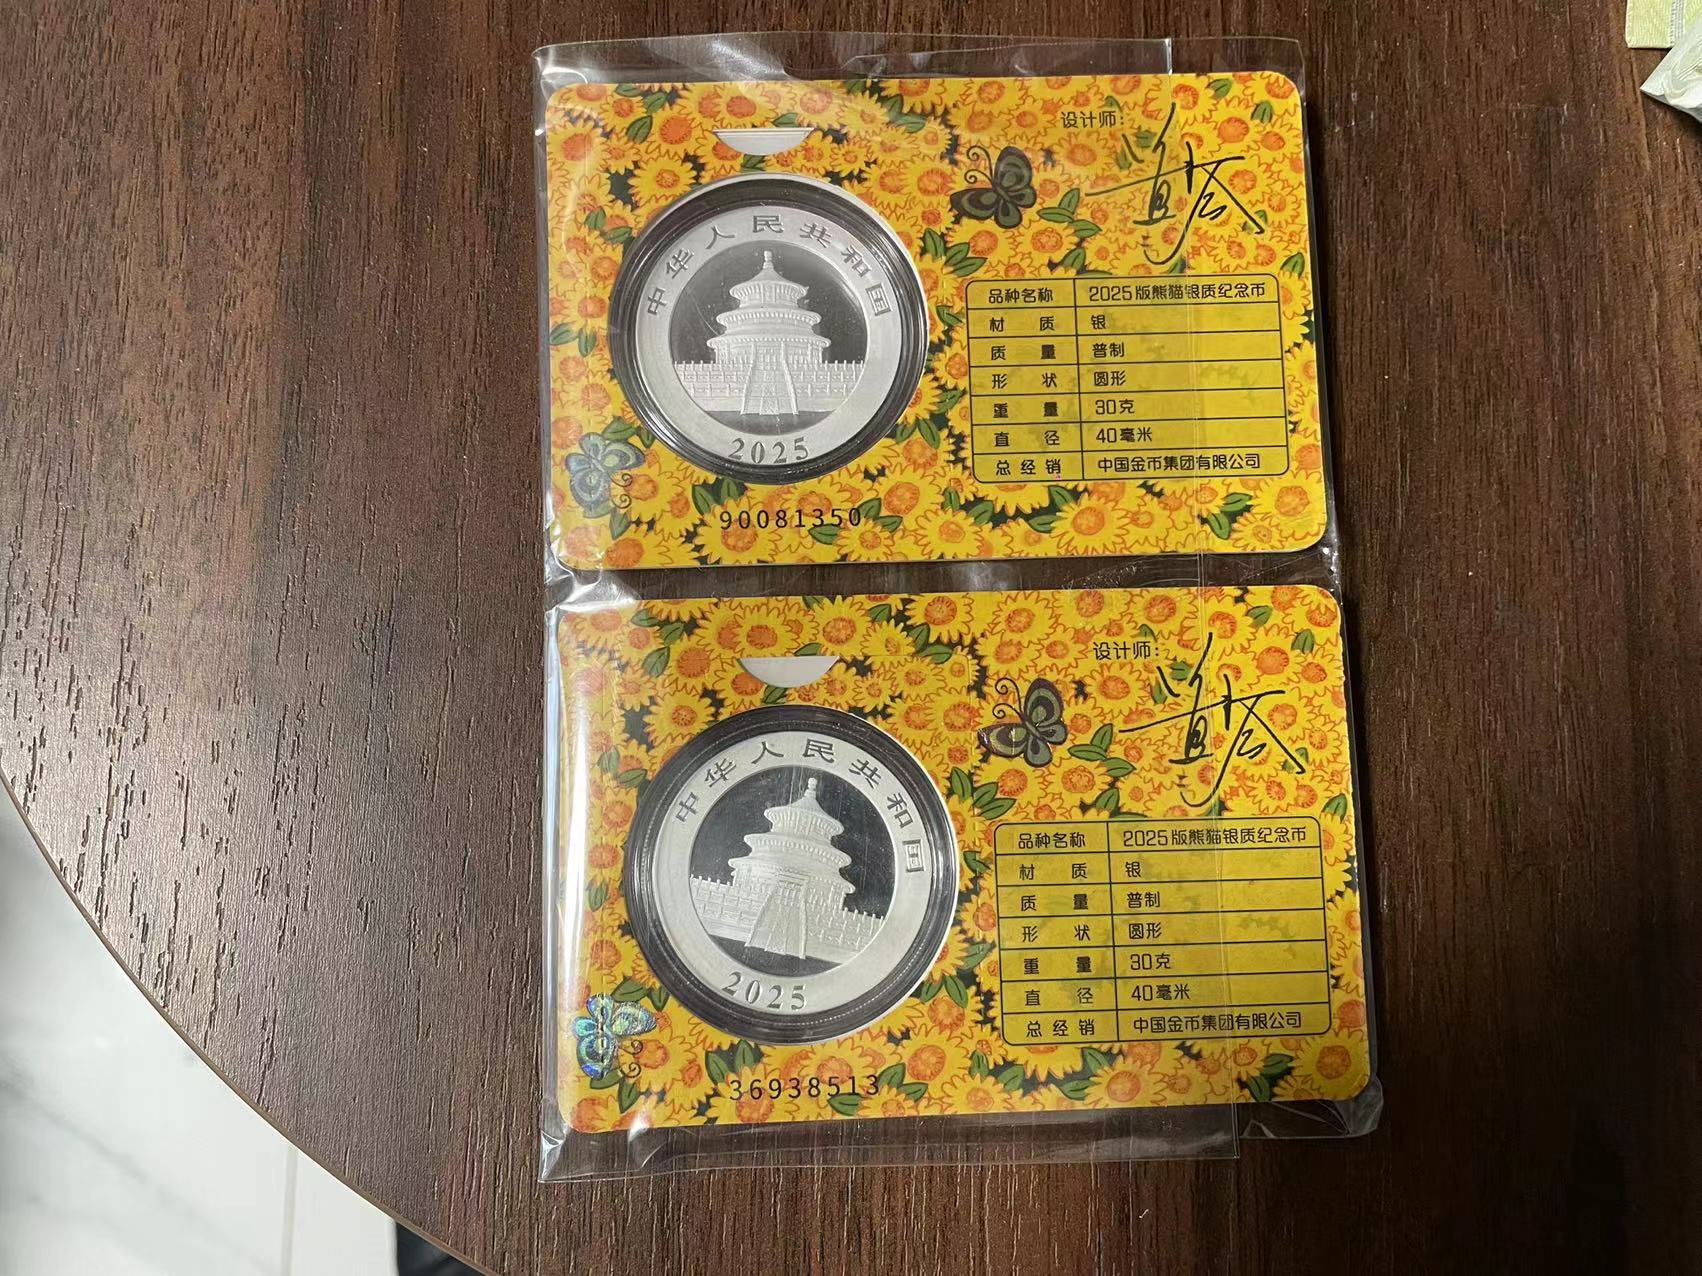 设计师:
中华人民共和国
2025
品种名称 2025版熊猫银质纪念币
材质 银
质量 普制
形状 圆形
重量 30克
直径 40毫米
总经销 中国金币集团有限公司
90081350
设计师:
中华人民共和国
2025
品种名称 2025版熊猫银质纪念币
材质 银
质量 普制
形状 圆形
重量 30克
直径 40毫米
总经销 中国金币集团有限公司
36938513